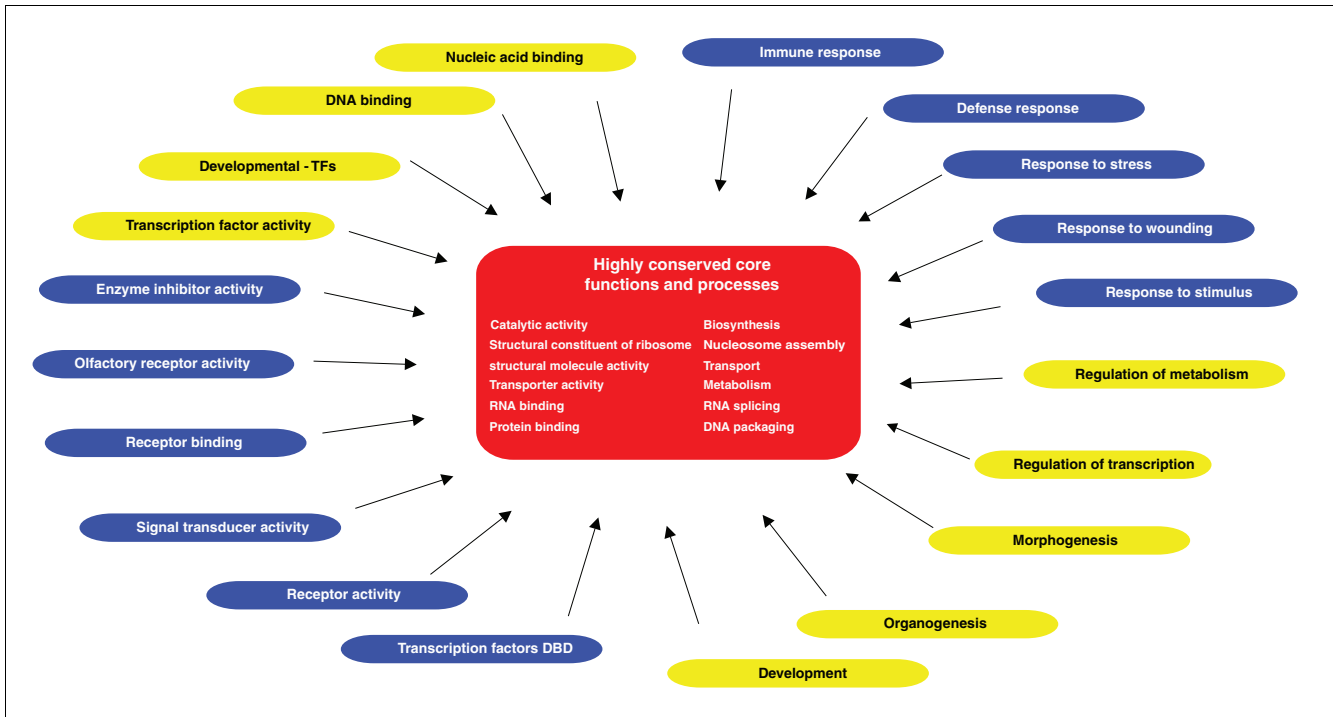 Nucleic acid binding
Immune response
DNA binding
Defense response
Developmental - TFs
Response to stress
Transcription factor activity
Response to wounding
Enzyme inhibitor activity
Response to stimulus
Highly conserved core
functions and processes
Catalytic activity
Structural constituent of ribosome
structural molecule activity
Transporter activity
RNA binding
Protein binding
Biosynthesis
Nucleosome assembly
Transport
Metabolism
RNA splicing
DNA packaging
Olfactory receptor activity
Regulation of metabolism
Receptor binding
Regulation of transcription
Signal transducer activity
Morphogenesis
Receptor activity
Organogenesis
Transcription factors DBD
Development